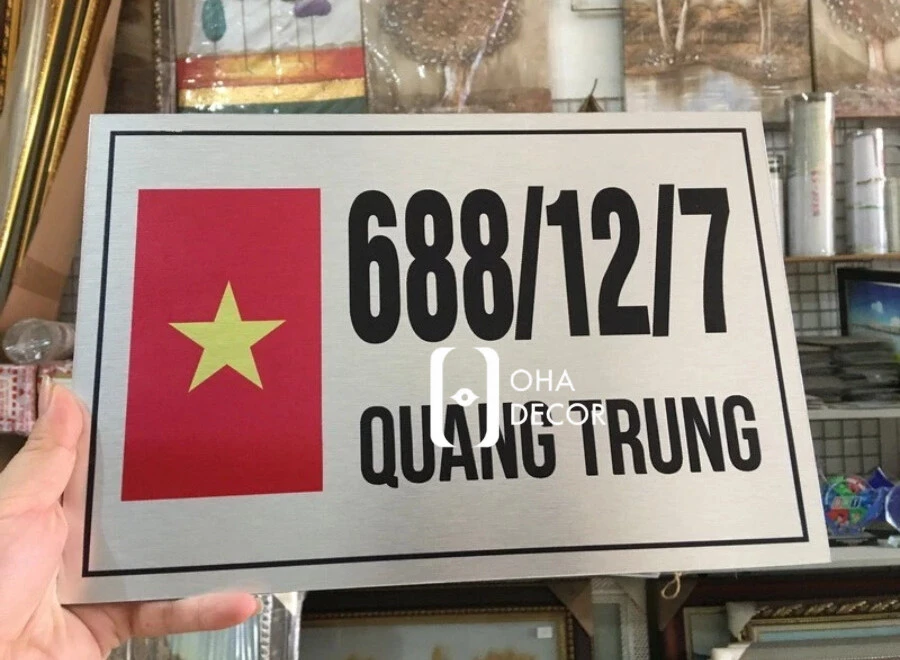 688/12/7
OHA
DECOR
QUANG TRUNG